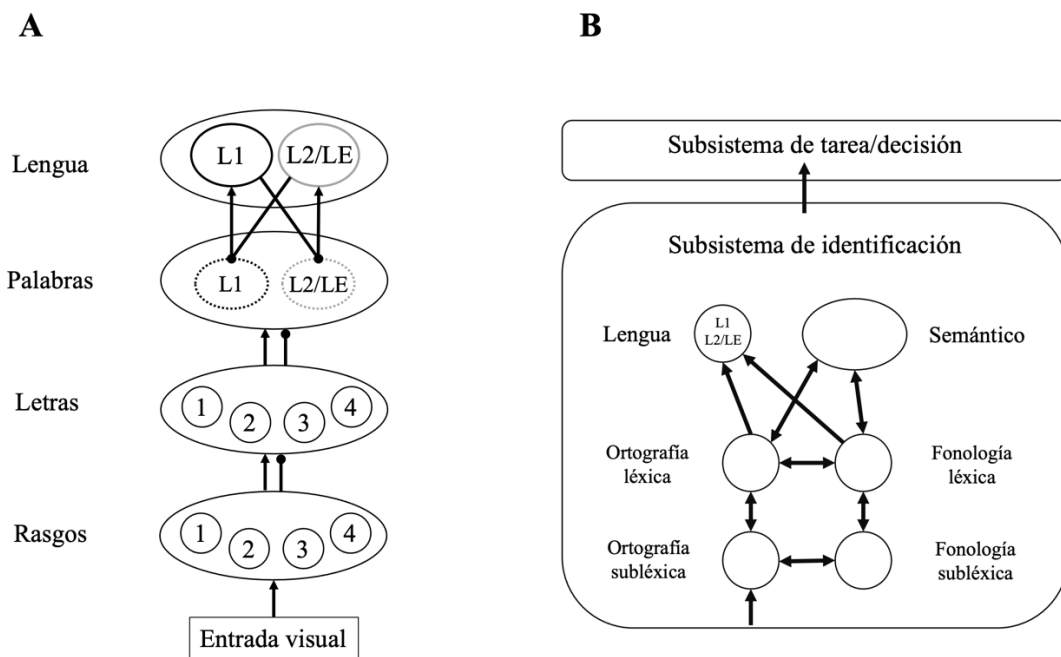 A
Lengua
L1
L2/LE
Palabras
L1
L2/LE
Letras
1
2
3
4
Rasgos
1
2
3
4
Entrada visual
B
Subsistema de tarea/decisión
Subsistema de identificación
Lengua
L1
L2/LE
Semántico
Ortografía
léxica
Fonología
léxica
Ortografía
subléxica
Fonología
subléxica